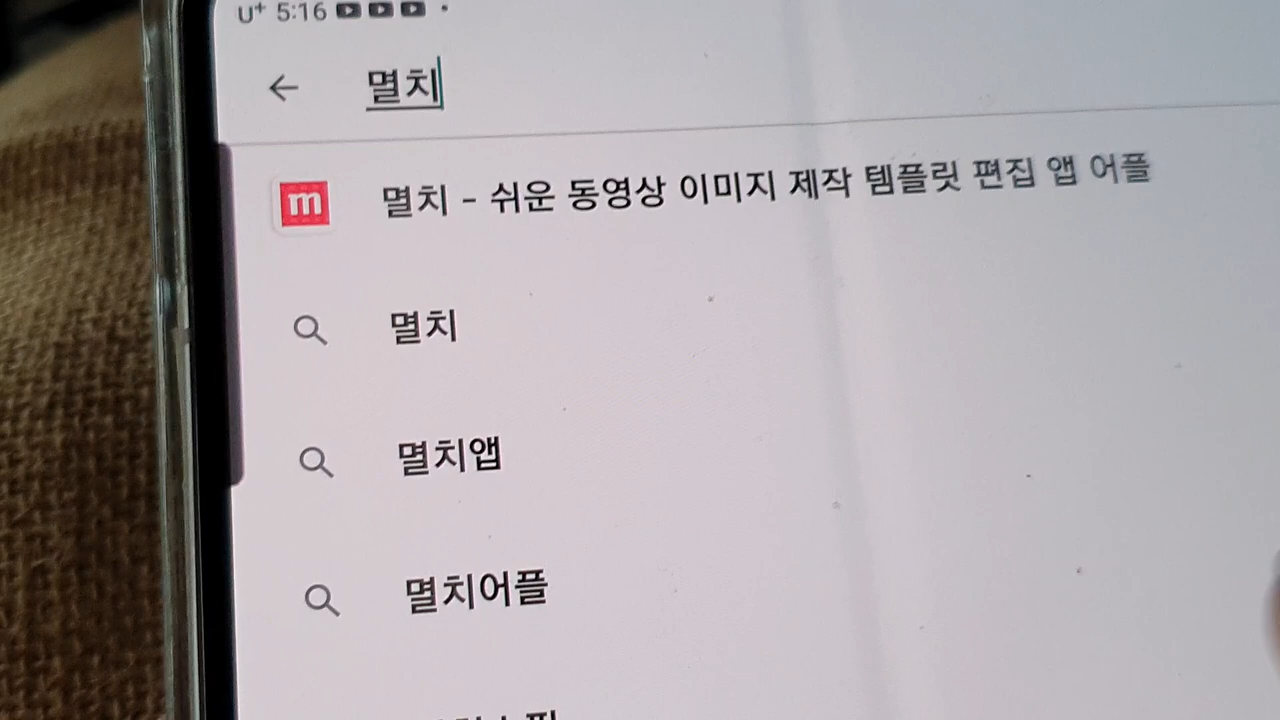 U⁺ 5:16
멸치
m 멸치 - 쉬운 동영상 이미지 제작 템플릿 편집 앱 어플
멸치
멸치앱
멸치어플